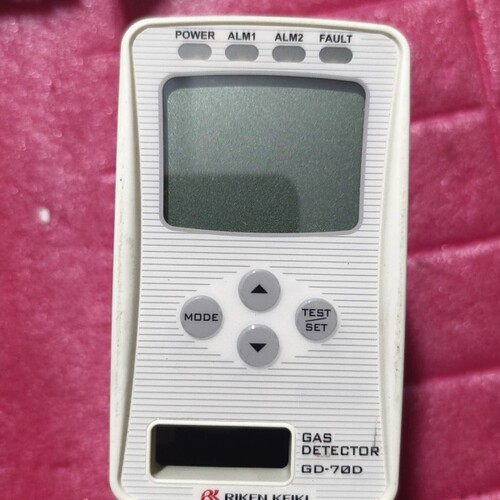 POWER ALM1 ALM2 FAULT
MODE
TEST
SET
GAS
DETECTOR
GD-70D
RIKEN KEIKI